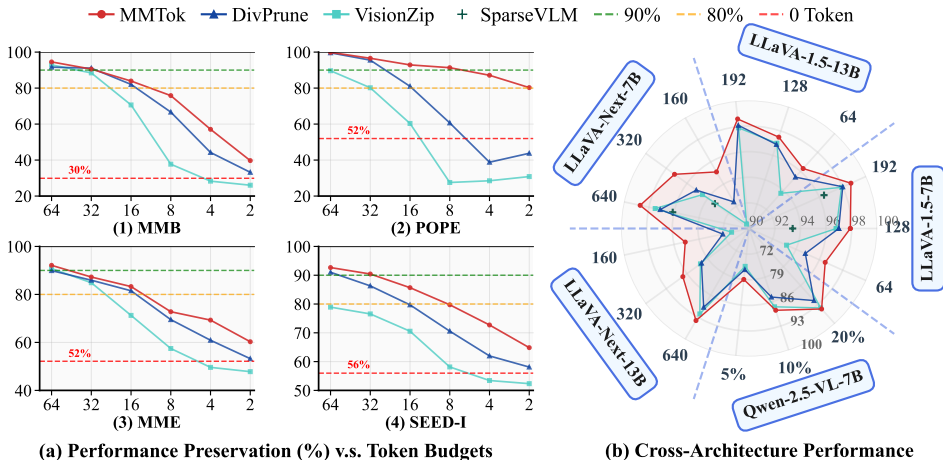 MMTok DivPrune VisionZip SparseVLM 90% 80% 0 Token
100
80
60
40
20
30%
64 32 16 8 4 2
(1) MMB
100
80
60
40
20
52%
64 32 16 8 4 2
(2) POPE
100
90
80
70
60
50
40
52%
64 32 16 8 4 2
(3) MME
100
90
80
70
60
50
56%
64 32 16 8 4 2
(4) SEED-I
(a) Performance Preservation (%) v.s. Token Budgets
LLaVA-1.5-13B
192 128 64
LLaVA-Next-7B
160
320
640
LLaVA-1.5-7B
192
128
64
90 92 94 96 98 100
72
79
86
93
100
LLaVA-Next-13B
160
320
640
Qwen-2.5-VL-7B
5% 10% 20%
(b) Cross-Architecture Performance